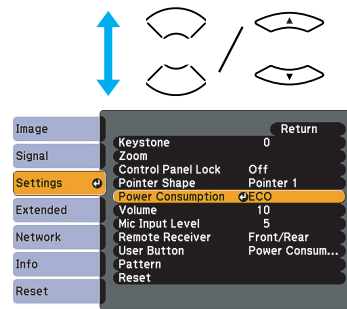 Return
Image
Signal
Settings
Extended
Network
Info
Reset
Keystone 0
Zoom
Control Panel Lock Off
Pointer Shape Pointer 1
Power Consumption ECO
Volume 10
Mic Input Level 5
Remote Receiver Front/Rear
User Button Power Consum...
Pattern
Reset